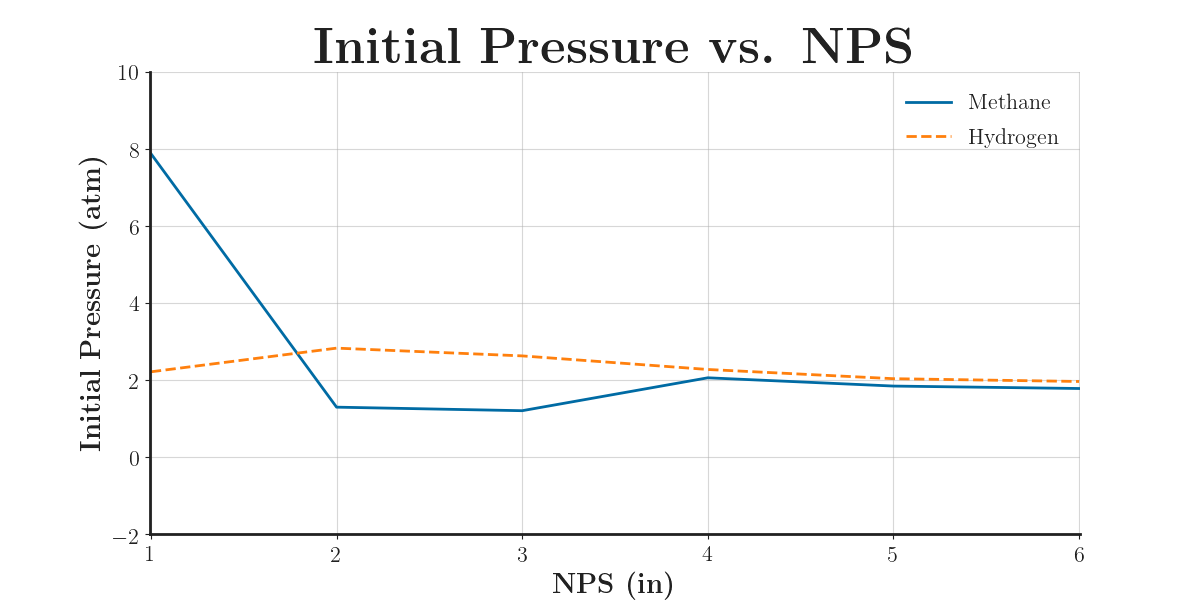 Initial Pressure vs. NPS
Initial Pressure (atm)
10
8
6
4
2
0
−2
Methane
Hydrogen
1 2 3 4 5 6
NPS (in)